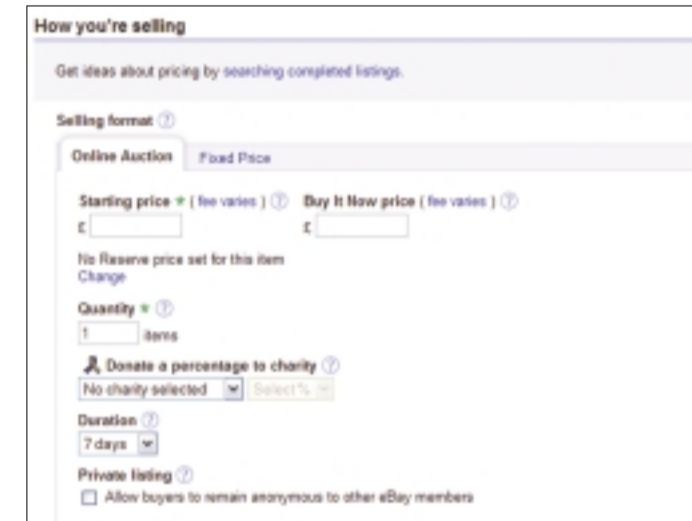 How you're selling
Get ideas about pricing by searching completed listings.
Selling format ?
Online Auction Fixed Price
Starting price * ( fee varies ) ? Buy It Now price ( fee varies ) ?
£ £
No Reserve price set for this item
Change
Quantity * ?
1 items
Donate a percentage to charity ?
No charity selected Select %
Duration ?
7 days
Private listing ?
Allow buyers to remain anonymous to other eBay members